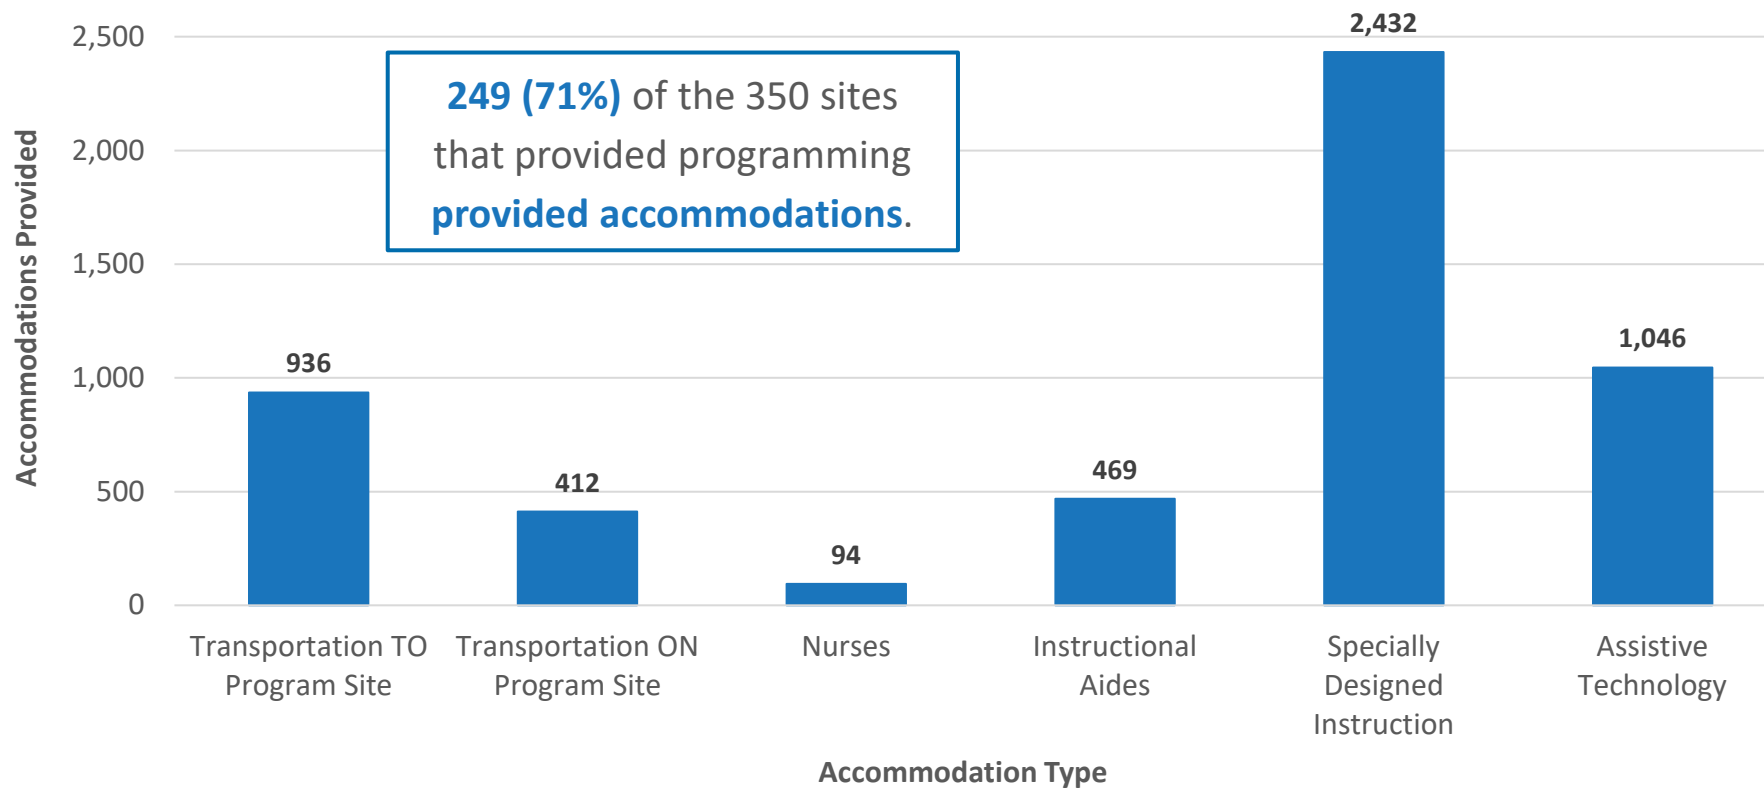 2,432
2,500
249 (71%) of the 350 sites
that provided programming
provided accommodations.
2,000
1,500
1,046
936
1,000
469
412
500
94
0
Accommodations Provided
Transportation TO
Program Site
Transportation ON
Program Site
Nurses
Instructional
Aides
Specially
Designed
Instruction
Assistive
Technology
Accommodation Type